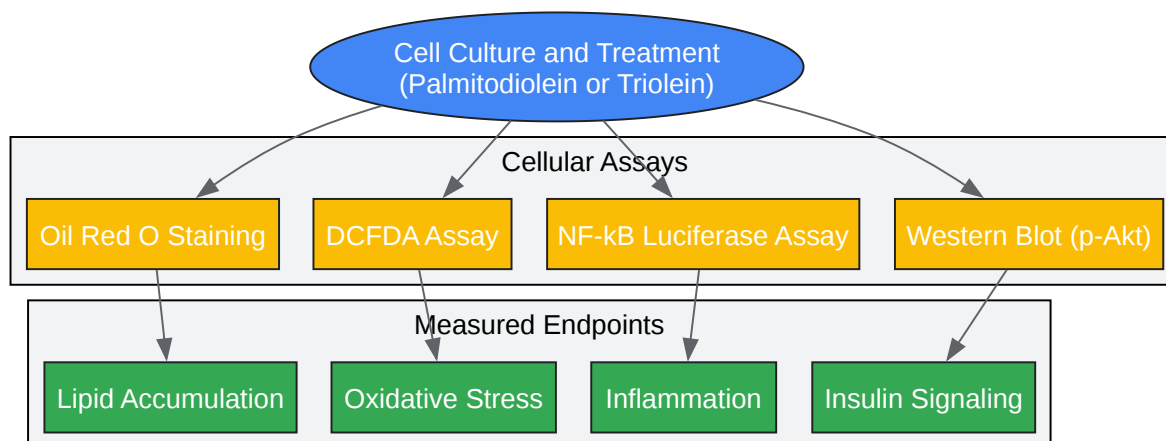 Cell Culture and Treatment
(Palmitodiolein or Triolein)
Cellular Assays
Oil Red O Staining
DCFDA Assay
NF-kB Luciferase Assay
Western Blot (p-Akt)
Measured Endpoints
Lipid Accumulation
Oxidative Stress
Inflammation
Insulin Signaling